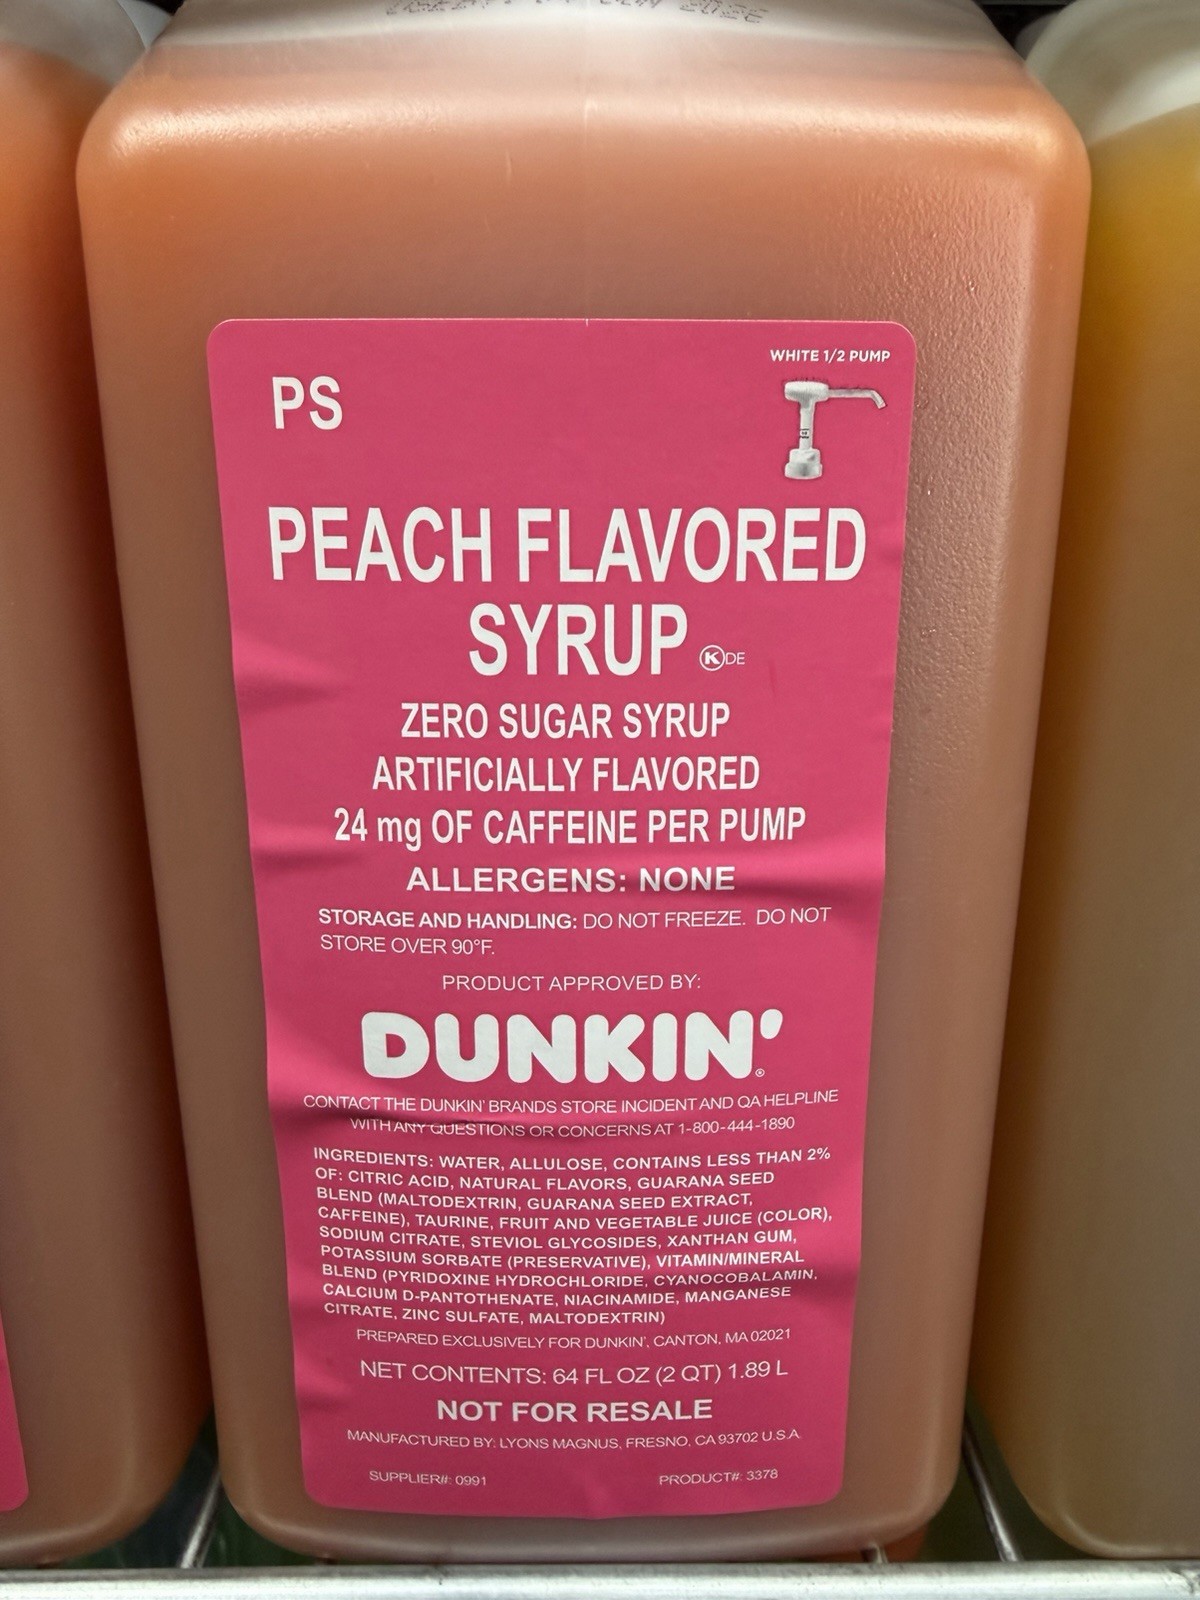 PS
WHITE 1/2 PUMP
PEACH FLAVORED
SYRUP K DE
ZERO SUGAR SYRUP
ARTIFICIALLY FLAVORED
24 mg OF CAFFEINE PER PUMP
ALLERGENS: NONE
STORAGE AND HANDLING: DO NOT FREEZE. DO NOT
STORE OVER 90°F.
PRODUCT APPROVED BY:
DUNKIN'®
CONTACT THE DUNKIN' BRANDS STORE INCIDENT AND QA HELPLINE
WITH ANY QUESTIONS OR CONCERNS AT 1-800-444-1890
INGREDIENTS: WATER, ALLULOSE, CONTAINS LESS THAN 2%
OF: CITRIC ACID, NATURAL FLAVORS, GUARANA SEED
BLEND (MALTODEXTRIN, GUARANA SEED EXTRACT,
CAFFEINE), TAURINE, FRUIT AND VEGETABLE JUICE (COLOR),
SODIUM CITRATE, STEVIOL GLYCOSIDES, XANTHAN GUM,
POTASSIUM SORBATE (PRESERVATIVE), VITAMIN/MINERAL
BLEND (PYRIDOXINE HYDROCHLORIDE, CYANOCOBALAMIN,
CALCIUM D-PANTOTHENATE, NIACINAMIDE, MANGANESE
CITRATE, ZINC SULFATE, MALTODEXTRIN)
PREPARED EXCLUSIVELY FOR DUNKIN', CANTON, MA 02021
NET CONTENTS: 64 FL OZ (2 QT) 1.89 L
NOT FOR RESALE
MANUFACTURED BY: LYONS MAGNUS, FRESNO, CA 93702 U.S.A.
SUPPLIER#: 0991
PRODUCT#: 3378